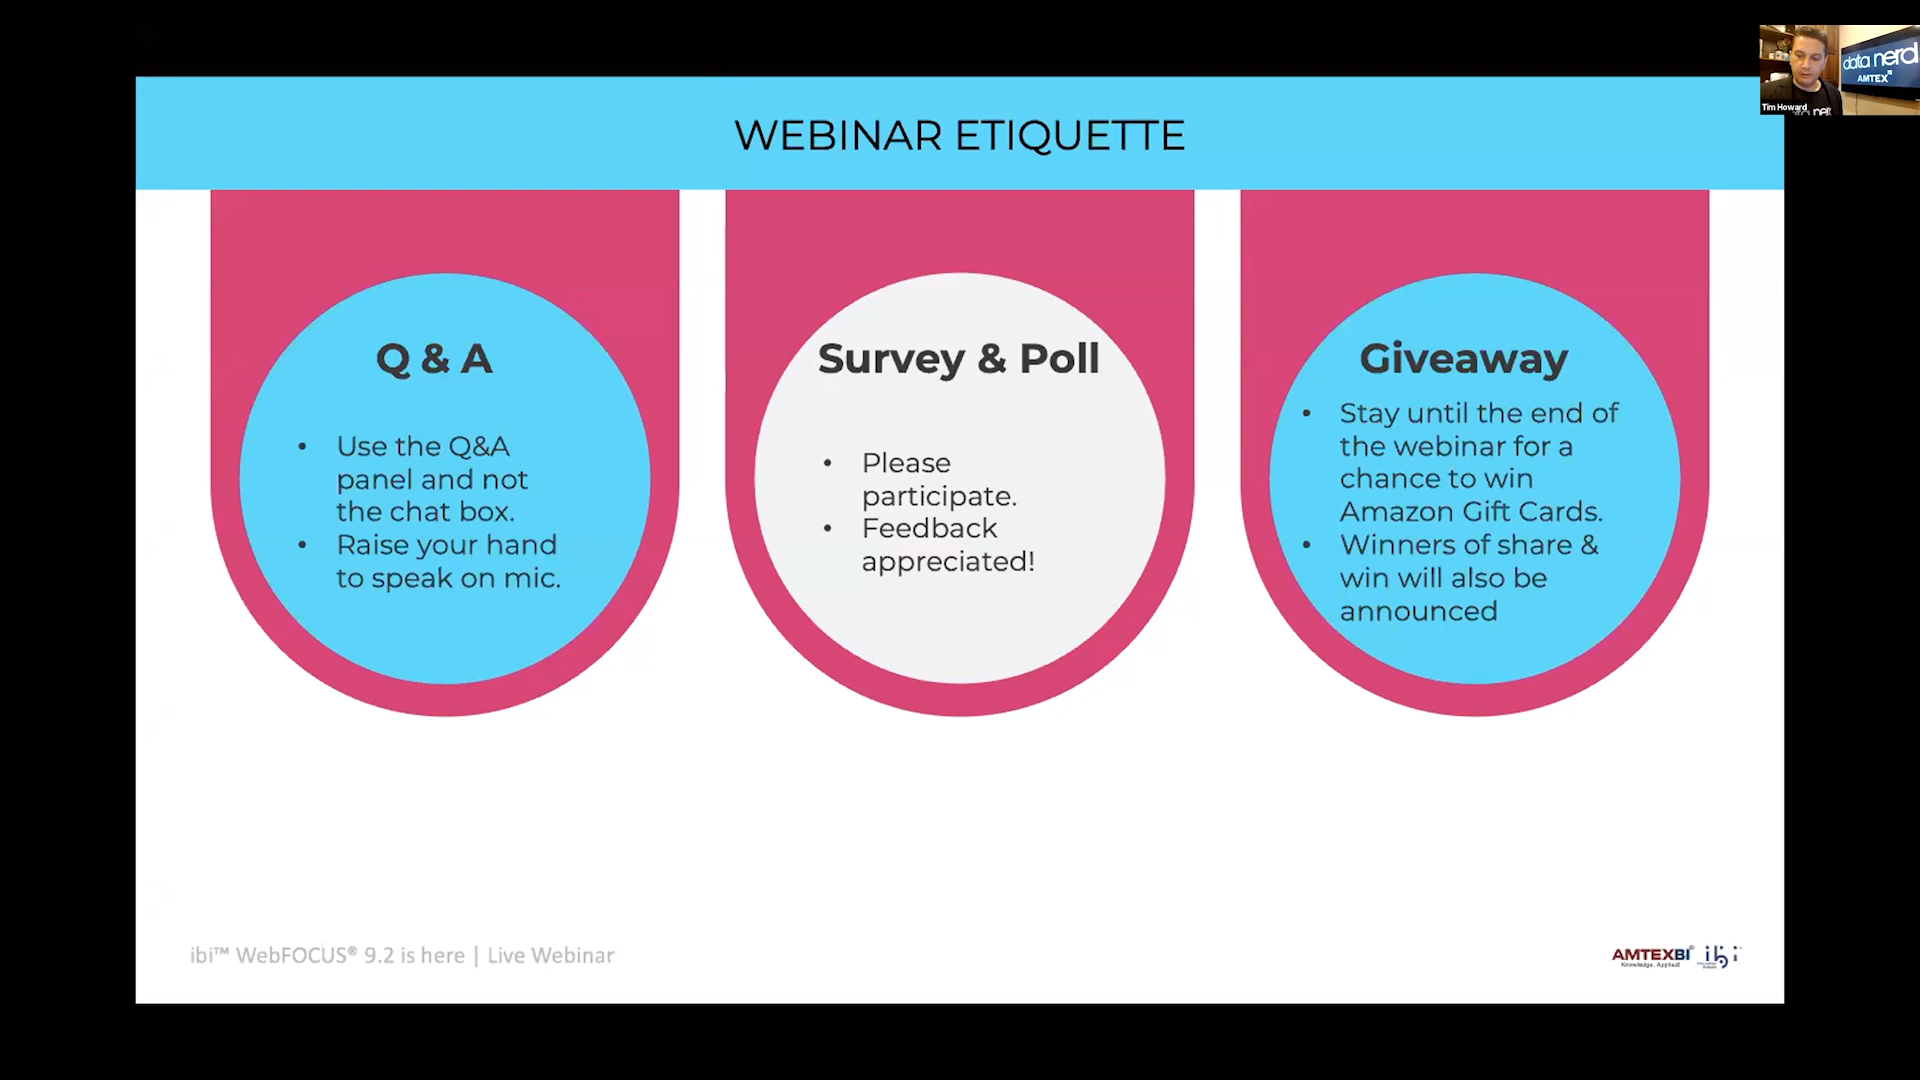 data nerd
AMTEX
Tim Howard
WEBINAR ETIQUETTE
Q & A
• Use the Q&A
panel and not
the chat box.
• Raise your hand
to speak on mic.
Survey & Poll
• Please
participate.
• Feedback
appreciated!
Giveaway
• Stay until the end of
the webinar for a
chance to win
Amazon Gift Cards.
• Winners of share &
win will also be
announced
ibi™ WebFOCUS® 9.2 is here | Live Webinar
AMTEXBI®
Knowledge. Applied!
ibi